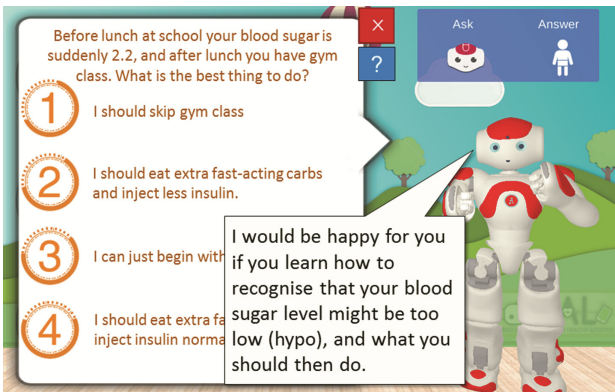 Before lunch at school your blood sugar is
suddenly 2.2, and after lunch you have gym
class. What is the best thing to do?
1 I should skip gym class
2 I should eat extra fast-acting carbs
and inject less insulin.
3 I can just begin with
4 I should eat extra fa
inject insulin norma
X
?
Ask Answer
I would be happy for you
if you learn how to
recognise that your blood
sugar level might be too
low (hypo), and what you
should then do.